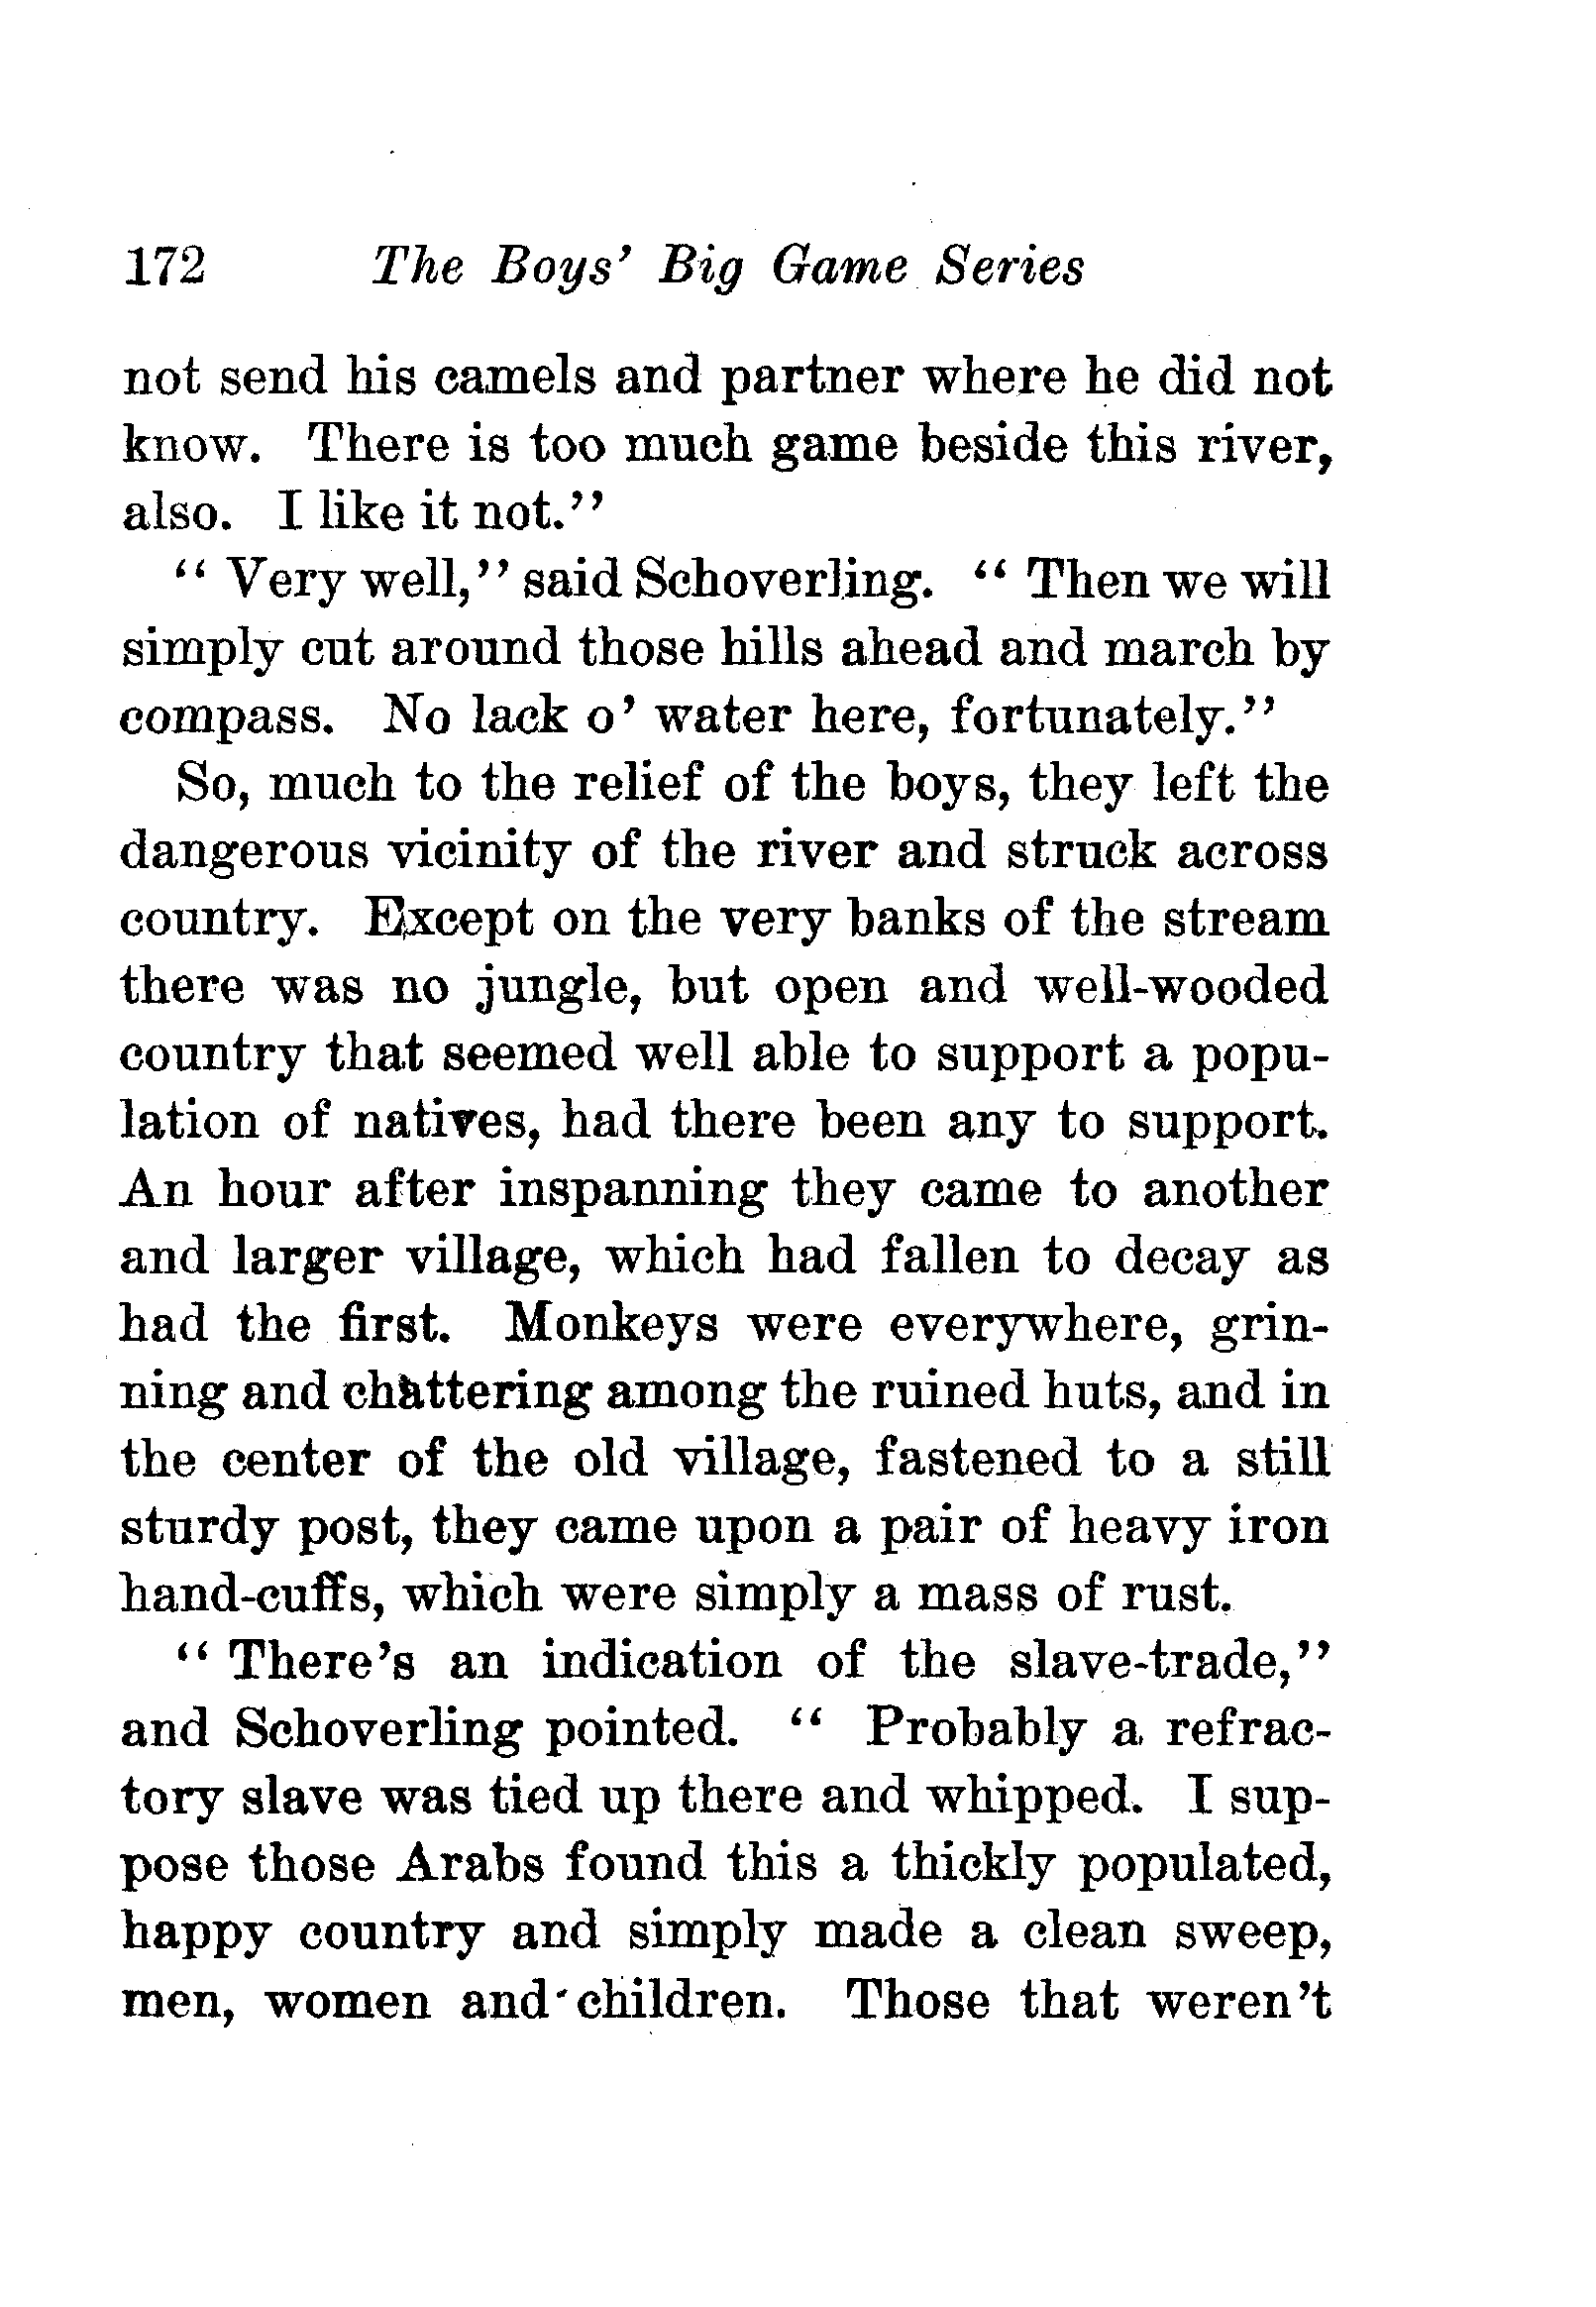 172 The Boys' Big Game Series
not send his camels and partner where he did not
know. There is too much game beside this river,
also. I like it not."
" Very well," said Schoverling. " Then we will
simply cut around those hills ahead and march by
compass. No lack o' water here, fortunately."
So, much to the relief of the boys, they left the
dangerous vicinity of the river and struck across
country. Except on the very banks of the stream
there was no jungle, but open and well-wooded
country that seemed well able to support a popu-
lation of natives, had there been any to support.
An hour after inspanning they came to another
and larger village, which had fallen to decay as
had the first. Monkeys were everywhere, grin-
ning and chattering among the ruined huts, and in
the center of the old village, fastened to a still
sturdy post, they came upon a pair of heavy iron
hand-cuffs, which were simply a mass of rust.
" There's an indication of the slave-trade,"
and Schoverling pointed. " Probably a refrac-
tory slave was tied up there and whipped. I sup-
pose those Arabs found this a thickly populated,
happy country and simply made a clean sweep,
men, women and children. Those that weren't